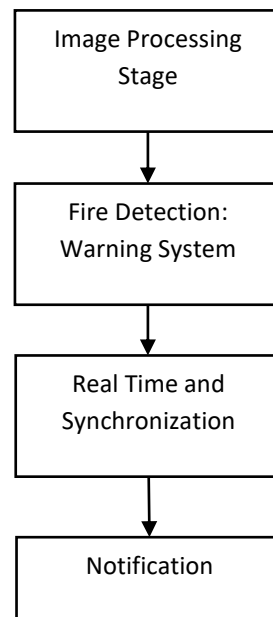 Image Processing
Stage
Fire Detection:
Warning System
Real Time and
Synchronization
Notification